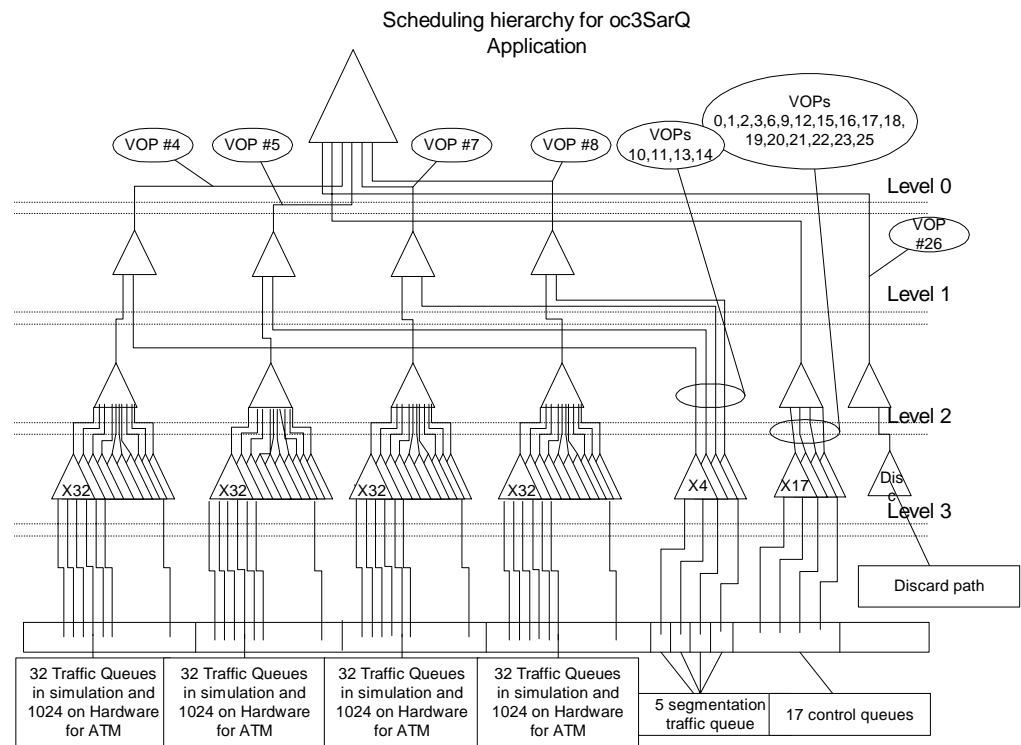 Scheduling hierarchy for oc3SarQ
Application
VOPs
0,1,2,3,6,9,12,15,16,17,18,
19,20,21,22,23,25
VOPs
10,11,13,14
VOP #4
VOP #5
VOP #7
VOP #8
Level 0
VOP
#26
Level 1
Level 2
X32
X32
X32
X32
X4
X17
Dis
c
Level 3
Discard path
32 Traffic Queues
in simulation and
1024 on Hardware
for ATM
32 Traffic Queues
in simulation and
1024 on Hardware
for ATM
32 Traffic Queues
in simulation and
1024 on Hardware
for ATM
32 Traffic Queues
in simulation and
1024 on Hardware
for ATM
5 segmentation
traffic queue
17 control queues